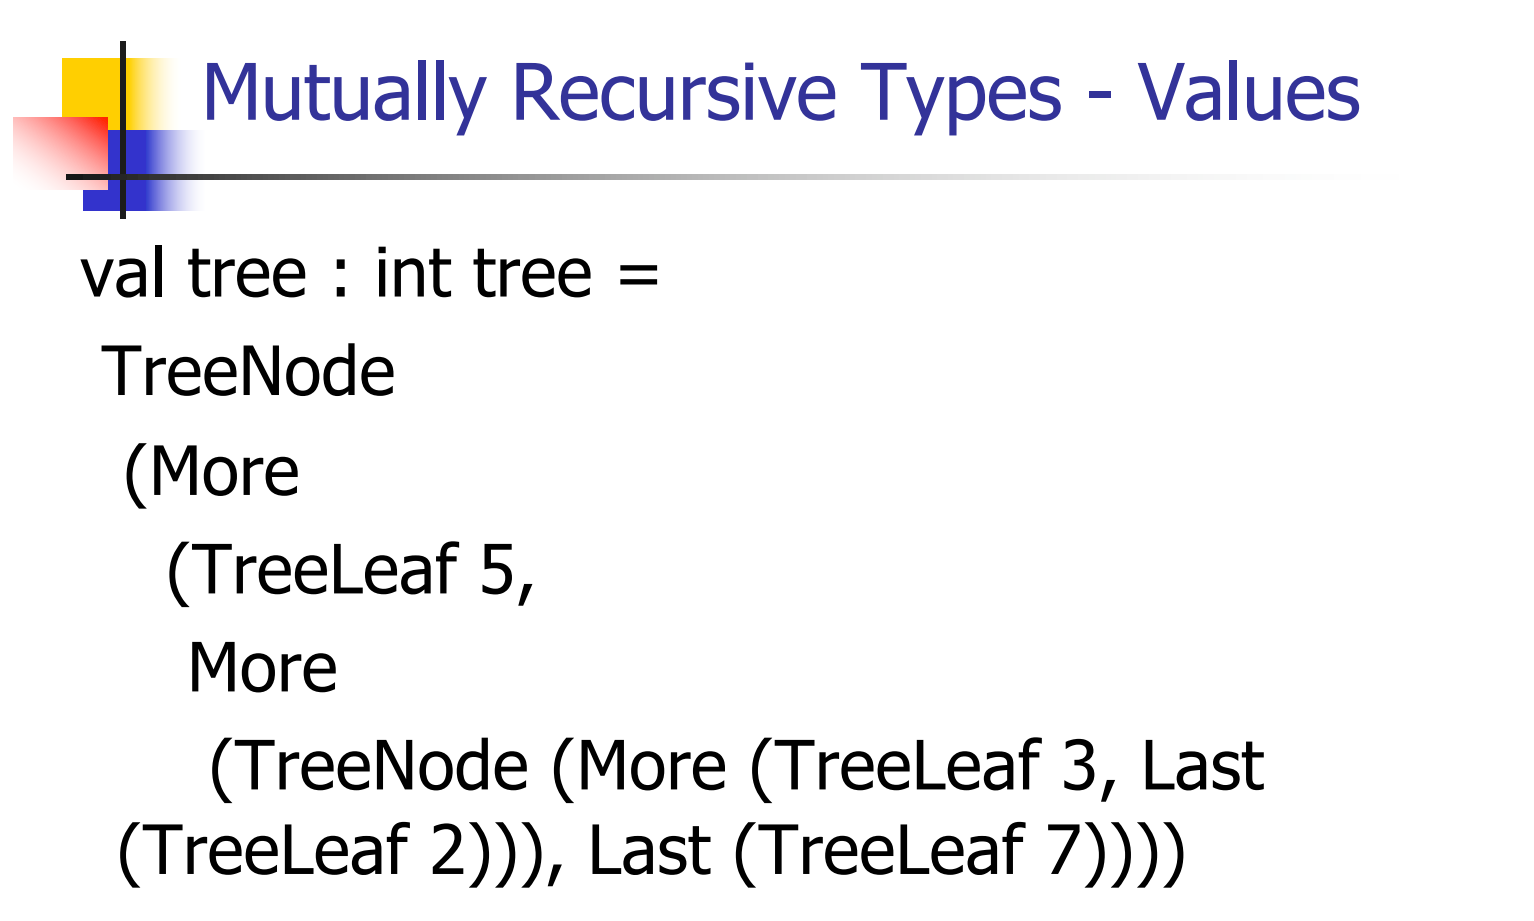 Mutually Recursive Types - Values
val tree : int tree =
TreeNode
(More
(TreeLeaf 5,
More
(TreeNode (More (TreeLeaf 3, Last
(TreeLeaf 2))), Last (TreeLeaf 7))))